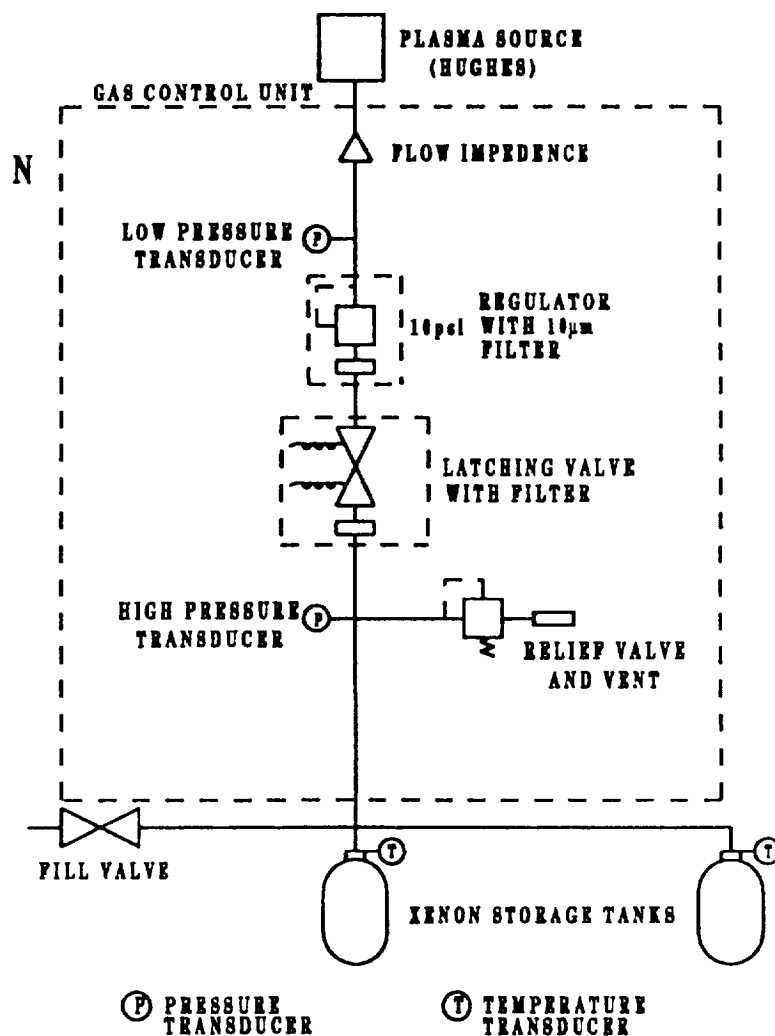 PLASMA SOURCE
(HUGHES)
GAS CONTROL UNIT
FLOW IMPEDENCE
N
LOW PRESSURE
TRANSDUCER
P
REGULATOR
10psi WITH 10µm
FILTER
LATCHING VALVE
WITH FILTER
HIGH PRESSURE
TRANSDUCER
P
RELIEF VALVE
AND VENT
FILL VALVE
T
T
XENON STORAGE TANKS
P PRESSURE
TRANSDUCER
T TEMPERATURE
TRANSDUCER